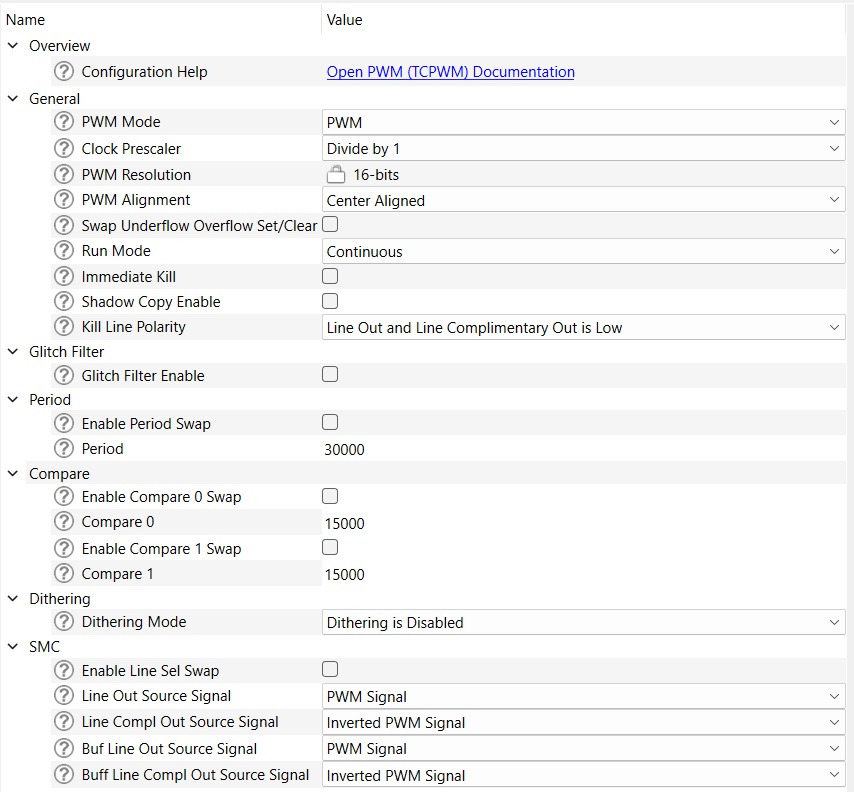 Name Value
Overview
? Configuration Help Open PWM (TCPWM) Documentation
General
? PWM Mode PWM
? Clock Prescaler Divide by 1
? PWM Resolution 16-bits
? PWM Alignment Center Aligned
? Swap Underflow Overflow Set/Clear
? Run Mode Continuous
? Immediate Kill
? Shadow Copy Enable
? Kill Line Polarity Line Out and Line Complimentary Out is Low
Glitch Filter
? Glitch Filter Enable
Period
? Enable Period Swap
? Period 30000
Compare
? Enable Compare 0 Swap
? Compare 0 15000
? Enable Compare 1 Swap
? Compare 1 15000
Dithering
? Dithering Mode Dithering is Disabled
SMC
? Enable Line Sel Swap
? Line Out Source Signal PWM Signal
? Line Compl Out Source Signal Inverted PWM Signal
? Buf Line Out Source Signal PWM Signal
? Buff Line Compl Out Source Signal Inverted PWM Signal